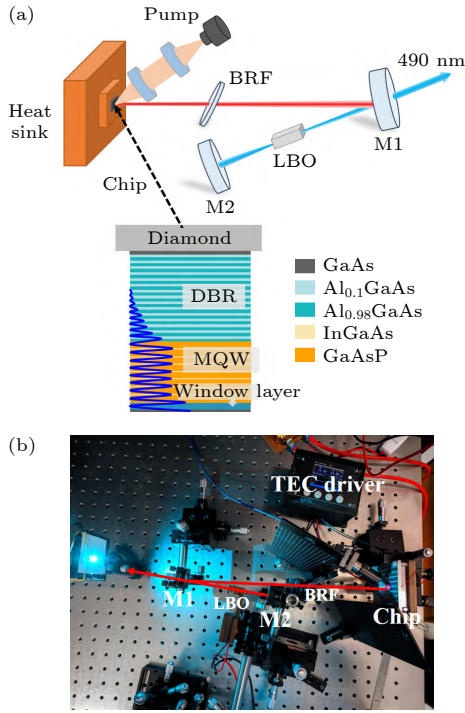 (a)
Pump
490 nm
BRF
Heat
sink
M1
LBO
Chip
M2
Diamond
GaAs
DBR
Al0.1GaAs
Al0.98GaAs
InGaAs
MQW
GaAsP
Window layer
(b)
TEC driver
M1
LBO
M2
BRF
Chip